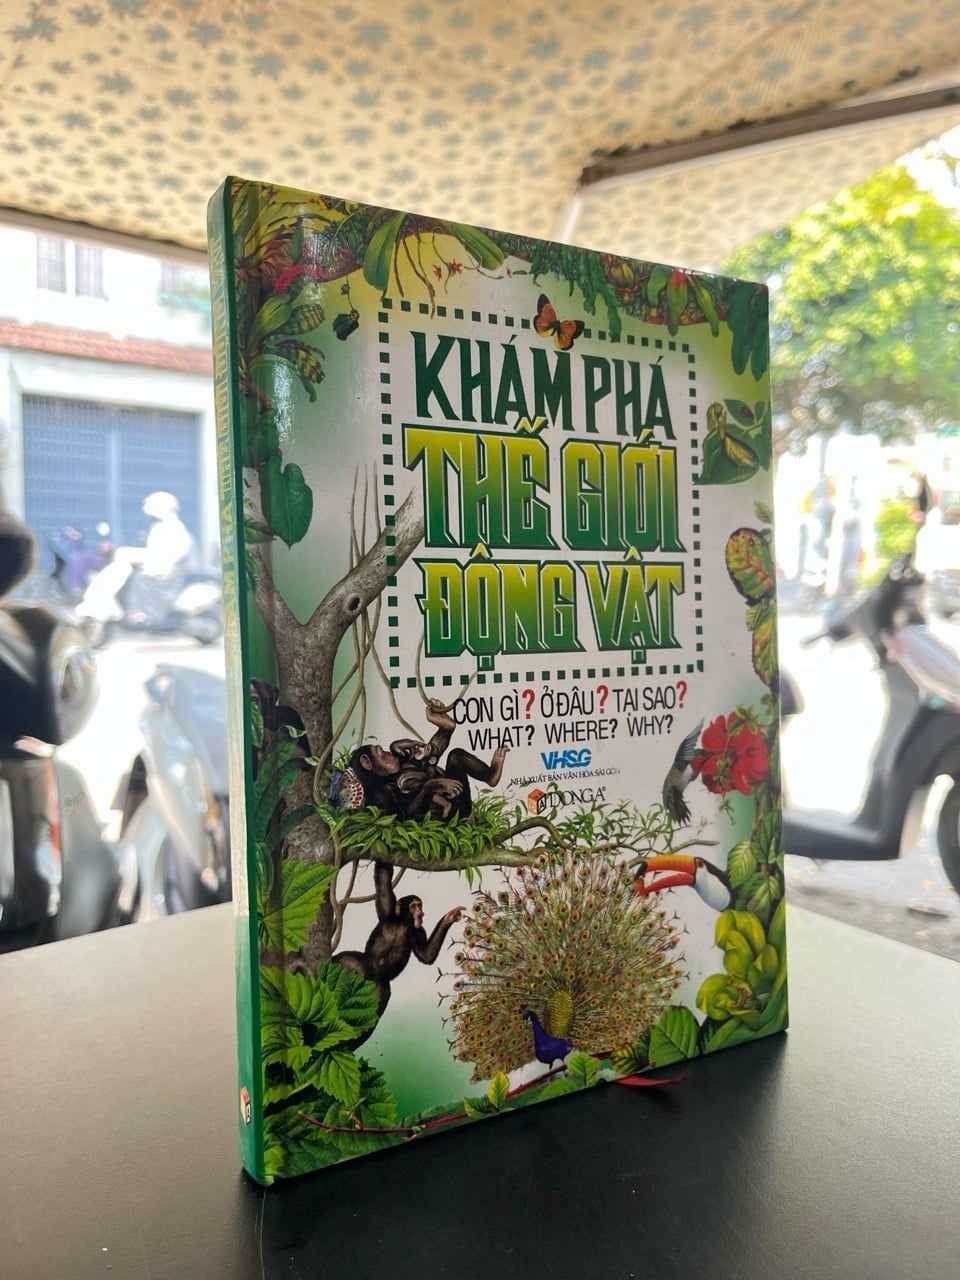 KHÁM PHÁ
THẾ GIỚI
ĐỘNG VẬT
CON GÌ? Ở ĐÂU? TẠI SAO?
WHAT? WHERE? WHY?
VHSG
NHÀ XUẤT BẢN VĂN HÓA SÀI GÒN
ĐÔNG A